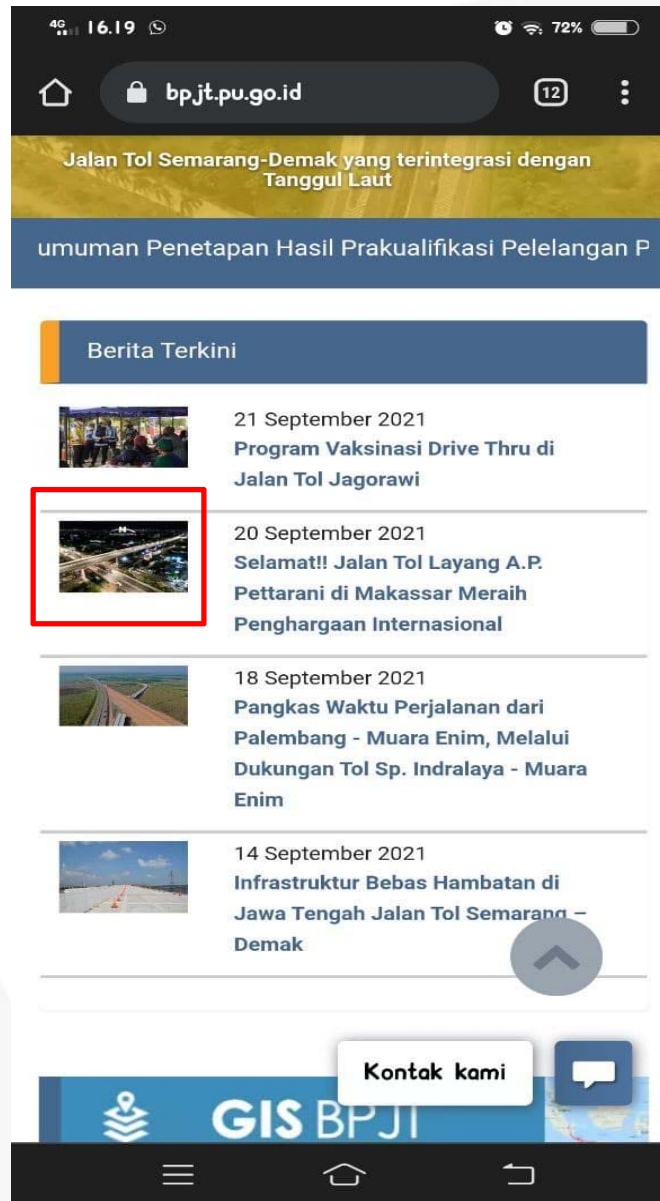 4G 16.19 72%
bpjt.pu.go.id 12
Jalan Tol Semarang-Demak yang terintegrasi dengan
Tanggul Laut
umuman Penetapan Hasil Prakualifikasi Pelelangan P
Berita Terkini
21 September 2021
Program Vaksinasi Drive Thru di
Jalan Tol Jagorawi
20 September 2021
Selamat!! Jalan Tol Layang A.P.
Pettarani di Makassar Meraih
Penghargaan Internasional
18 September 2021
Pangkas Waktu Perjalanan dari
Palembang - Muara Enim, Melalui
Dukungan Tol Sp. Indralaya - Muara
Enim
14 September 2021
Infrastruktur Bebas Hambatan di
Jawa Tengah Jalan Tol Semarang –
Demak
Kontak kami
GIS BPJT